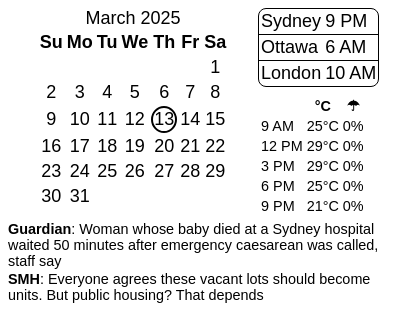 March 2025
Su Mo Tu We Th Fr Sa
1
2 3 4 5 6 7 8
9 10 11 12 13 14 15
16 17 18 19 20 21 22
23 24 25 26 27 28 29
30 31
Sydney 9 PM
Ottawa 6 AM
London 10 AM
°C ☂
9 AM 25°C 0%
12 PM 29°C 0%
3 PM 29°C 0%
6 PM 25°C 0%
9 PM 21°C 0%
Guardian: Woman whose baby died at a Sydney hospital
waited 50 minutes after emergency caesarean was called,
staff say
SMH: Everyone agrees these vacant lots should become
units. But public housing? That depends